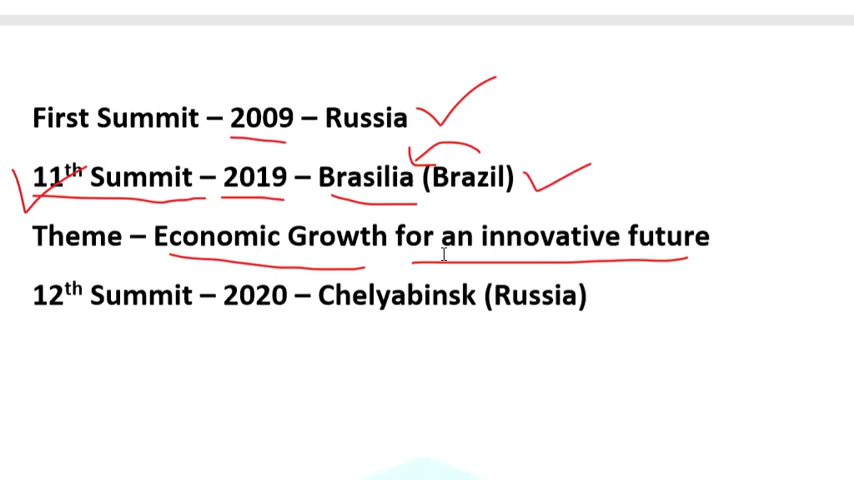 First Summit – 2009 – Russia
11th Summit – 2019 – Brasilia (Brazil)
Theme – Economic Growth for an innovative future
12th Summit – 2020 – Chelyabinsk (Russia)